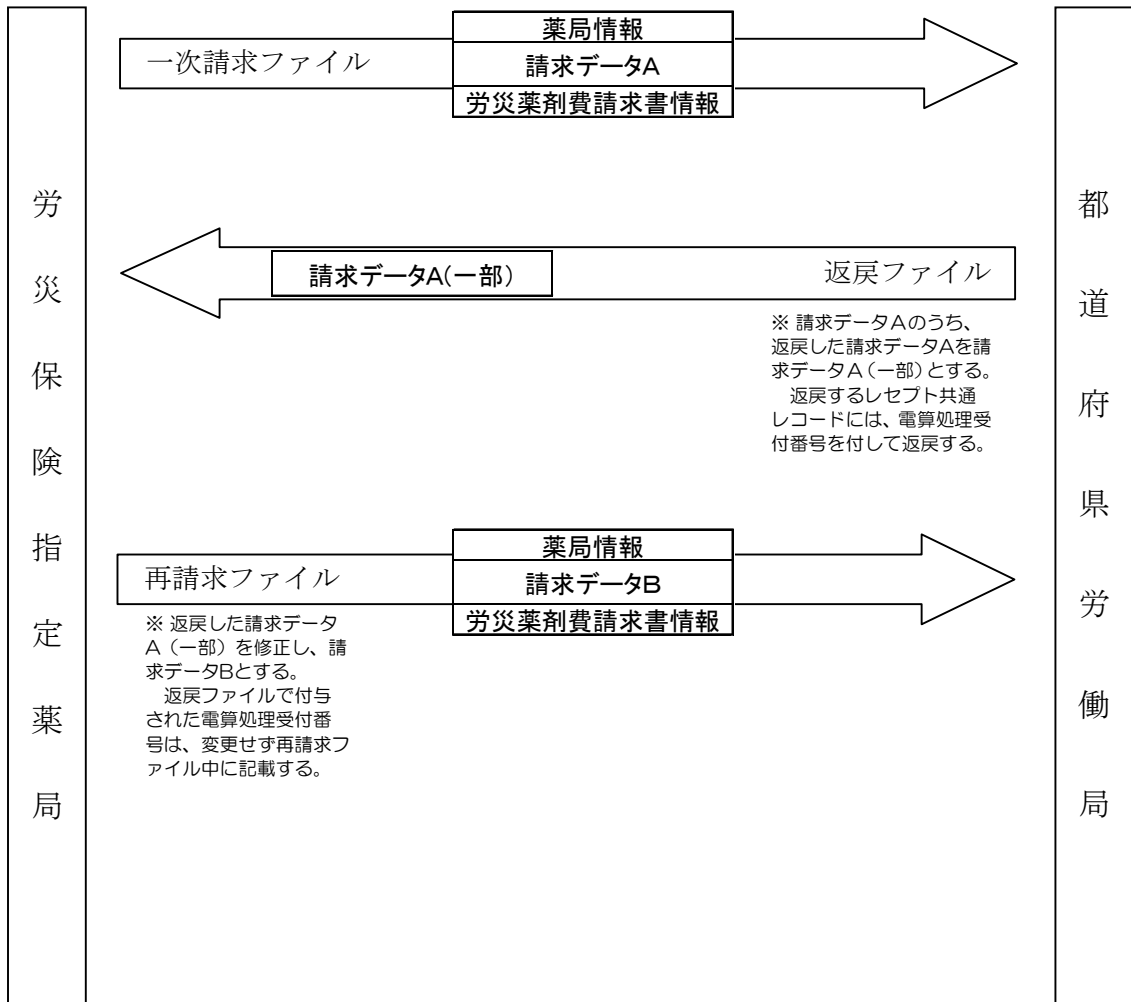 労災保険指定薬局
薬局情報
一次請求ファイル
請求データA
労災薬剤費請求書情報
請求データA(一部)
返戻ファイル
※ 請求データAのうち、
返戻した請求データAを請
求データA(一部)とする。
返戻するレセプト共通
レコードには、電算処理受
付番号を付して返戻する。
薬局情報
再請求ファイル
請求データB
労災薬剤費請求書情報
※ 返戻した請求データ
A(一部)を修正し、請
求データBとする。
返戻ファイルで付与
された電算処理受付番
号は、変更せず再請求フ
ァイル中に記載する。
都道府県労働局